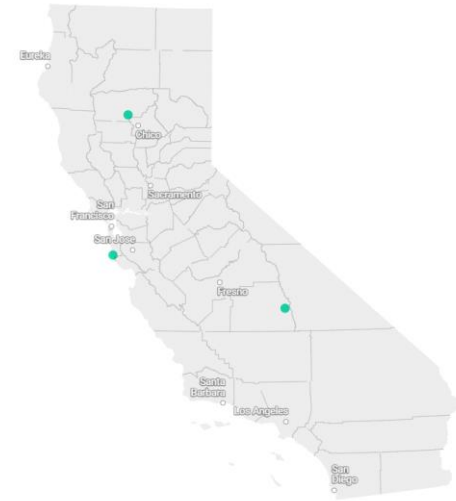 Eureka
Chico
Sacramento
San
Francisco
San Jose
Fresno
Santa
Barbara
Los Angeles
San
Diego